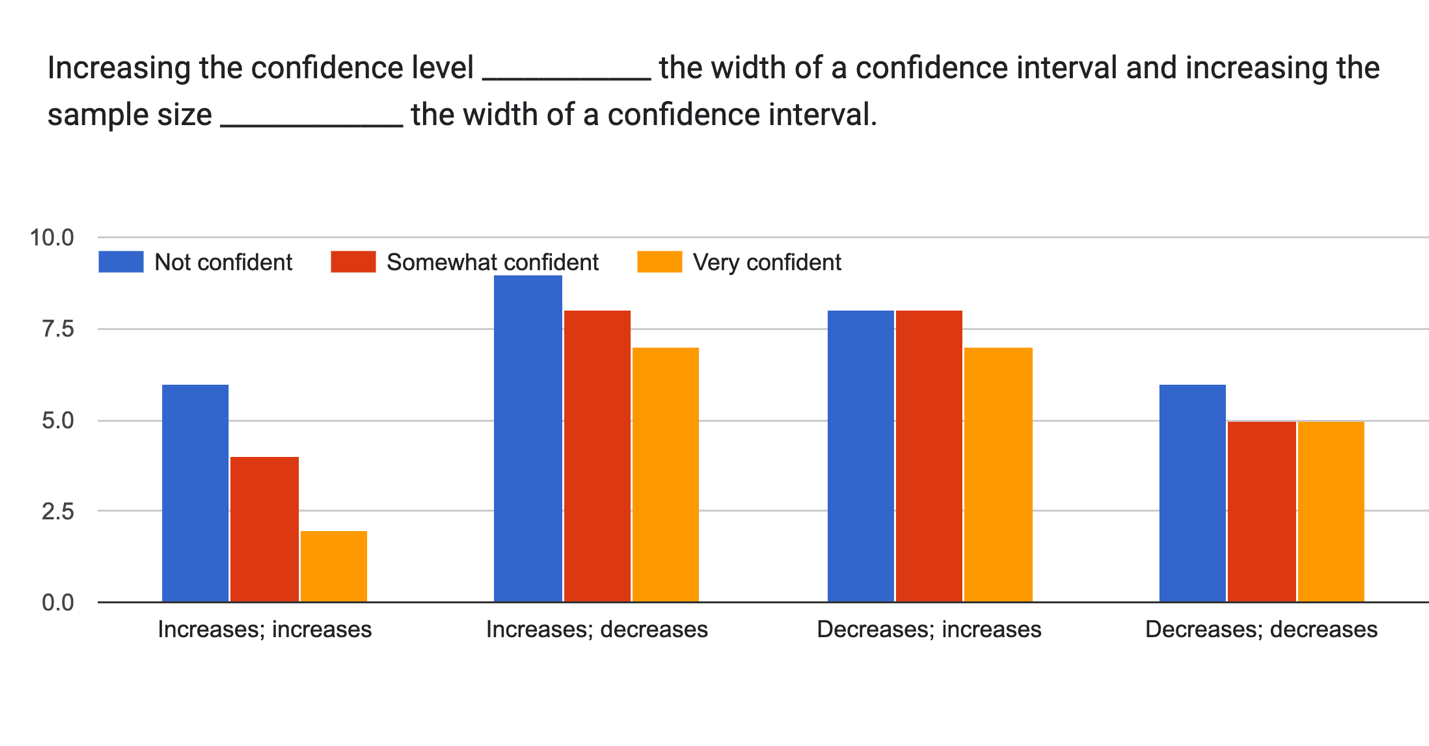 Increasing the confidence level ___________ the width of a confidence interval and increasing the
sample size ____________ the width of a confidence interval.
10.0
Not confident Somewhat confident Very confident
7.5
5.0
2.5
0.0
Increases; increases Increases; decreases Decreases; increases Decreases; decreases